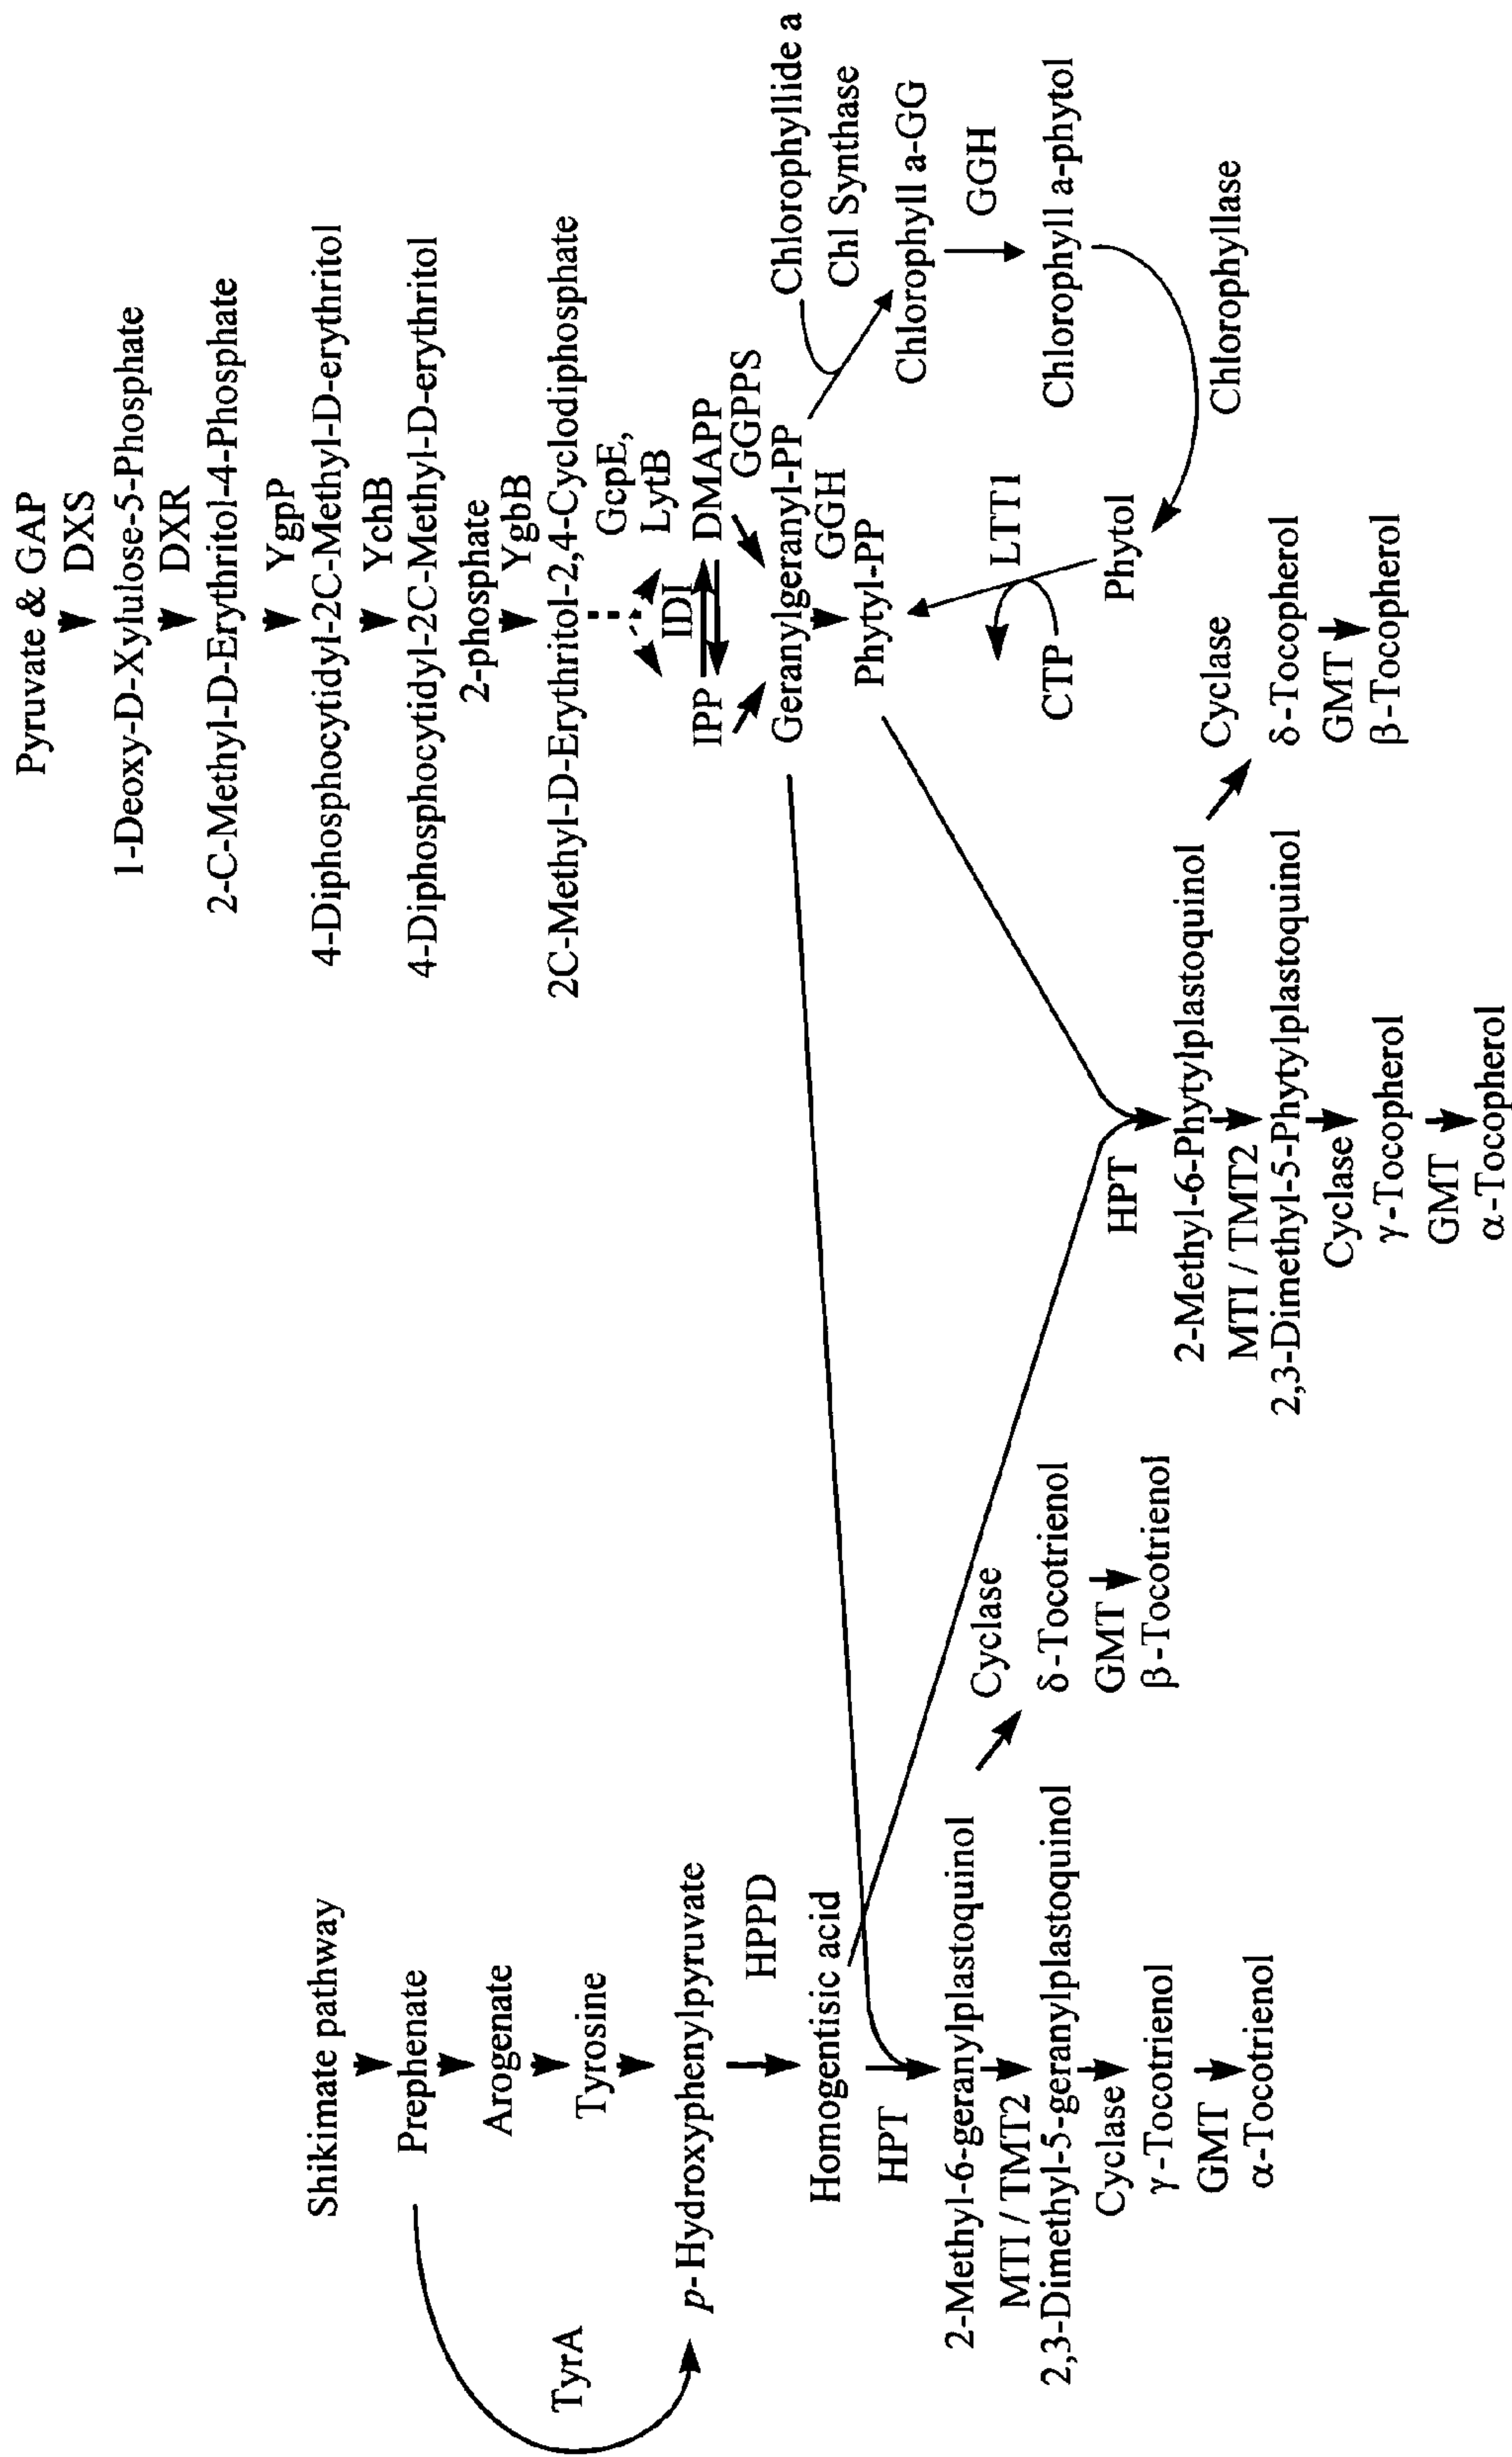 Pyruvate & GAP
DXS
1-Deoxy-D-Xylulose-5-Phosphate
DXR
2-C-Methyl-D-Erythritol-4-Phosphate
YgpP
4-Diphosphocytidyl-2C-Methyl-D-erythritol
YchB
4-Diphosphocytidyl-2C-Methyl-D-erythritol
2-phosphate
YgbB
2C-Methyl-D-Erythritol-2,4-Cyclodiphosphate
GcpE,
LytB
IDI
IPP
DMAPP
GGPPS
Geranylgeranyl-PP
GGH
Phytyl-PP
Chlorophyllide a
Chl Synthase
Chlorophyll a-GG
GGH
Chlorophyll a-phytol
Chlorophyllase
LTT1
CTP
Phytol
Shikimate pathway
Prephenate
Arogenate
Tyrosine
TyrA
p-Hydroxyphenylpyruvate
HPPD
Homogentisic acid
HPT
2-Methyl-6-geranylplastoquinol
MTI / TMT2
2,3-Dimethyl-5-geranylplastoquinol
Cyclase
γ-Tocotrienol
GMT
α-Tocotrienol
Cyclase
δ-Tocotrienol
GMT
β-Tocotrienol
HPT
2-Methyl-6-Phytylplastoquinol
MTI / TMT2
2,3-Dimethyl-5-Phytylplastoquinol
Cyclase
γ-Tocopherol
GMT
α-Tocopherol
Cyclase
δ-Tocopherol
GMT
β-Tocopherol